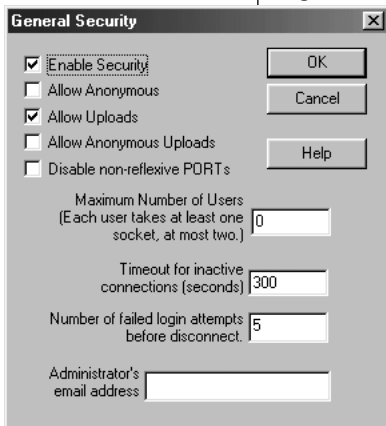 General Security
Enable Security
OK
Allow Anonymous
Cancel
Allow Uploads
Allow Anonymous Uploads
Help
Disable non-reflexive PORTs
Maximum Number of Users
(Each user takes at least one
socket, at most two.)
0
Timeout for inactive
connections (seconds)
300
Number of failed login attempts
before disconnect.
5
Administrator's
email address